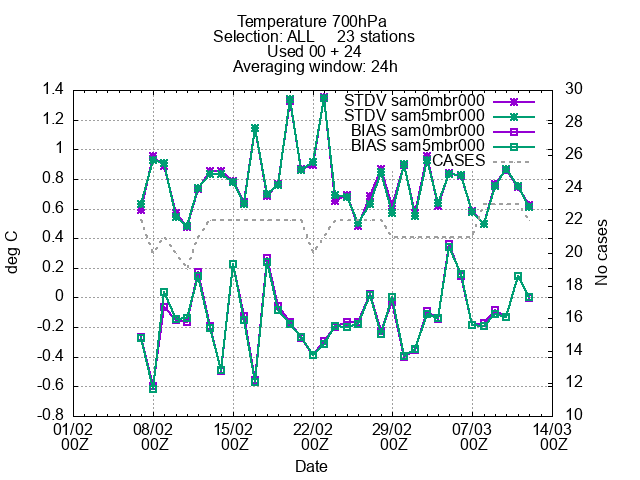 Temperature 700hPa
Selection: ALL 23 stations
Used 00 + 24
Averaging window: 24h
STDV sam0mbr000
STDV sam5mbr000
BIAS sam0mbr000
BIAS sam5mbr000
CASES
deg C
1.4
1.2
1
0.8
0.6
0.4
0.2
0
-0.2
-0.4
-0.6
-0.8
30
28
26
24
22
20
18
16
14
12
10
No cases
01/02 08/02 15/02 22/02 29/02 07/03 14/03
00Z 00Z 00Z 00Z 00Z 00Z 00Z
Date